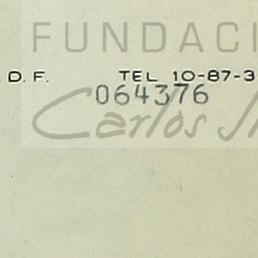 FUNDACI
. D. F. TEL 10-87-3
064376
Carlos